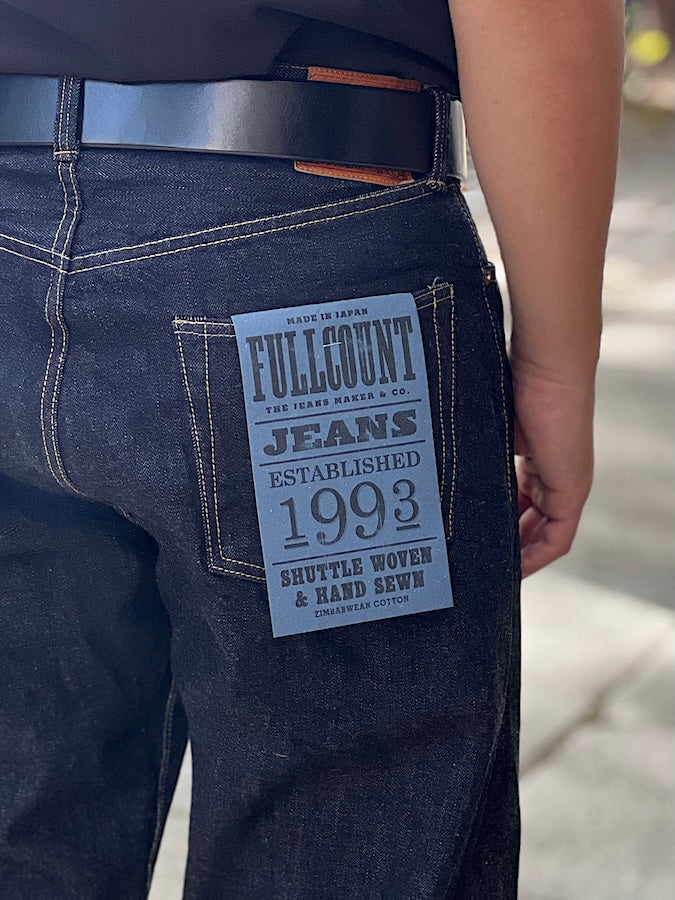 MADE IN JAPAN
FULLCOUNT
THE JEANS MAKER & CO.
JEANS
ESTABLISHED
1993
SHUTTLE WOVEN
& HAND SEWN
ZIMBABWEAN COTTON